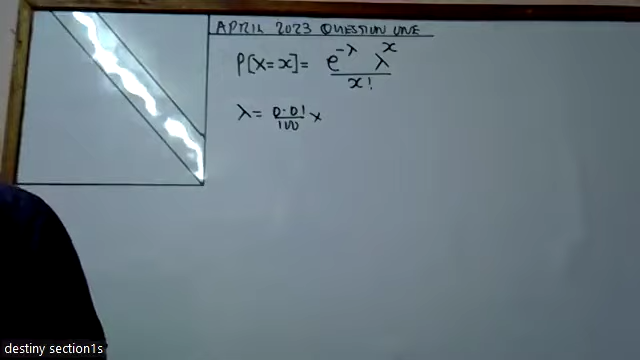 APRIL 2023 QUESTION ONE
P[X=x]= e^-λ λ^x / x!
λ= 0.01/100 x
destiny section1s